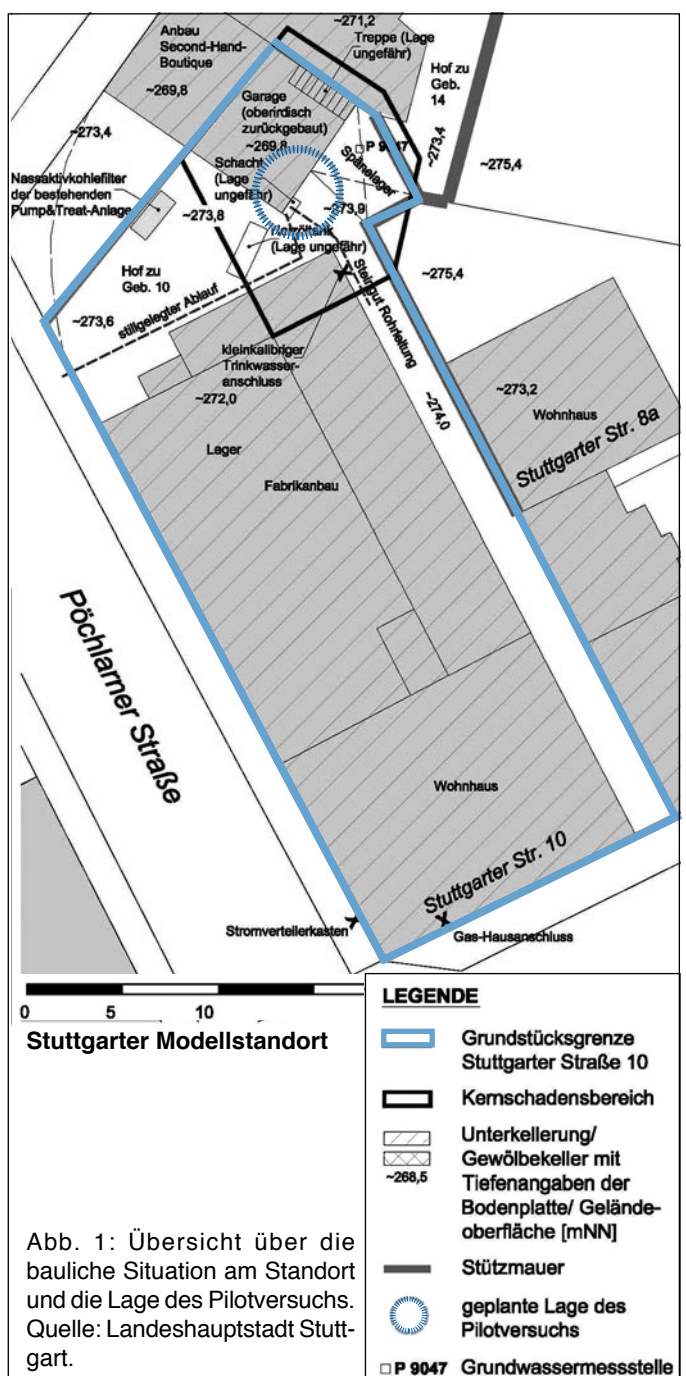 ~271,2
Treppe (Lage
ungefähr)
Anbau
Second-Hand-
Boutique
~269,8
Hof zu
Geb.
14
Garage
(oberirdisch
zurückgebaut)
~269,8
~273,4
P 9047
~273,4
~275,4
Schacht
(Lage
ungefähr)
Spänelager
Nassaktivkohlefilter
der bestehenden
Pump&Treat-Anlage
~273,8
~273,9
(Lage ungefähr)
Hof zu
Geb. 10
~275,4
~273,6
stillgelegter Ablauf
Steingut Rohrleitung
kleinkalibriger
Trinkwasser-
anschluss
~272,0
~274,0
~273,2
Wohnhaus
Stuttgarter Str. 8a
Lager
Fabrikanbau
Pöchlarner Straße
Wohnhaus
Stuttgarter Str. 10
Stromverteilerkasten
Gas-Hausanschluss
0 5 10
Stuttgarter Modellstandort
LEGENDE
Grundstücksgrenze
Stuttgarter Straße 10
Kernschadensbereich
Unterkellerung/
Gewölbekeller mit
~268,5 Tiefenangaben der
Bodenplatte/ Gelände-
oberfläche [mNN]
Stützmauer
geplante Lage des
Pilotversuchs
P 9047 Grundwassermessstelle
Abb. 1: Übersicht über die
bauliche Situation am Standort
und die Lage des Pilotversuchs.
Quelle: Landeshauptstadt Stutt-
gart.